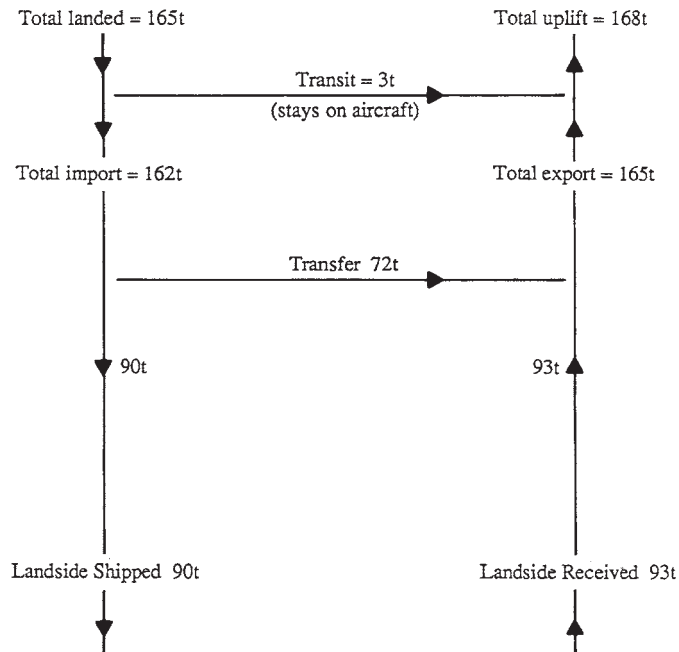 Total landed = 165t
Total uplift = 168t
Transit = 3t
(stays on aircraft)
Total import = 162t
Total export = 165t
Transfer 72t
90t
93t
Landside Shipped 90t
Landside Received 93t